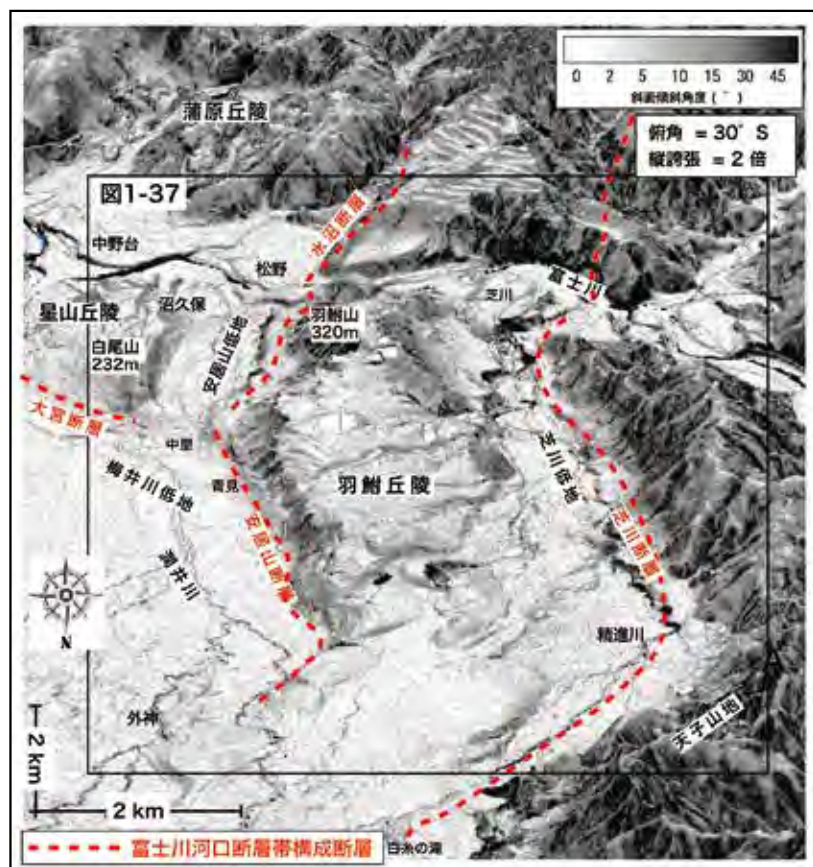 0 2 5 10 15 30 45
斜面傾斜角度(°)
俯角 = 30° S
縦誇張 = 2 倍
蒲原丘陵
図1-37
水沼断層
中野台
松野
富士川
芝川
星山丘陵
沼久保
羽鮒山
320m
白尾山
232m
安居山低地
大宮断層
中里
青見
梅井川低地
羽鮒丘陵
芝川低地
芝川断層
安居山断層
潤井川
N
精進川
外神
天子山地
2 km
2 km
白糸の滝
富士川河口断層帯構成断層